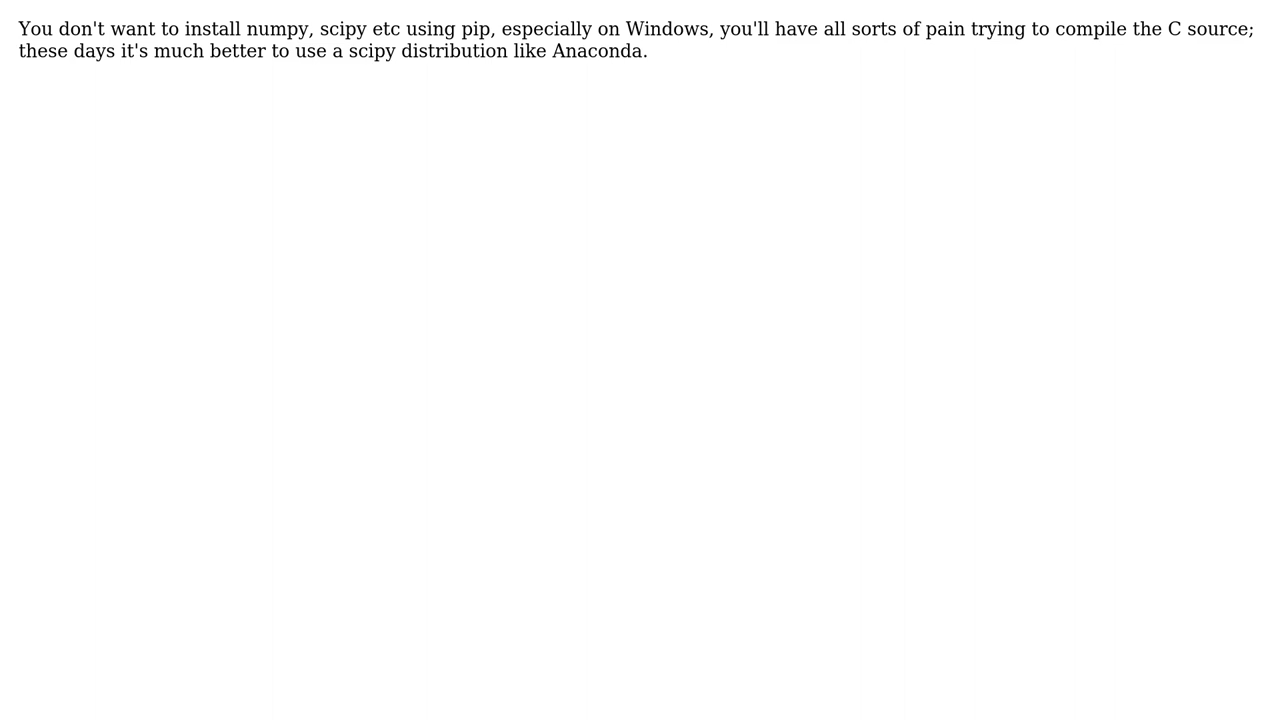 You don't want to install numpy, scipy etc using pip, especially on Windows, you'll have all sorts of pain trying to compile the C source;
these days it's much better to use a scipy distribution like Anaconda.